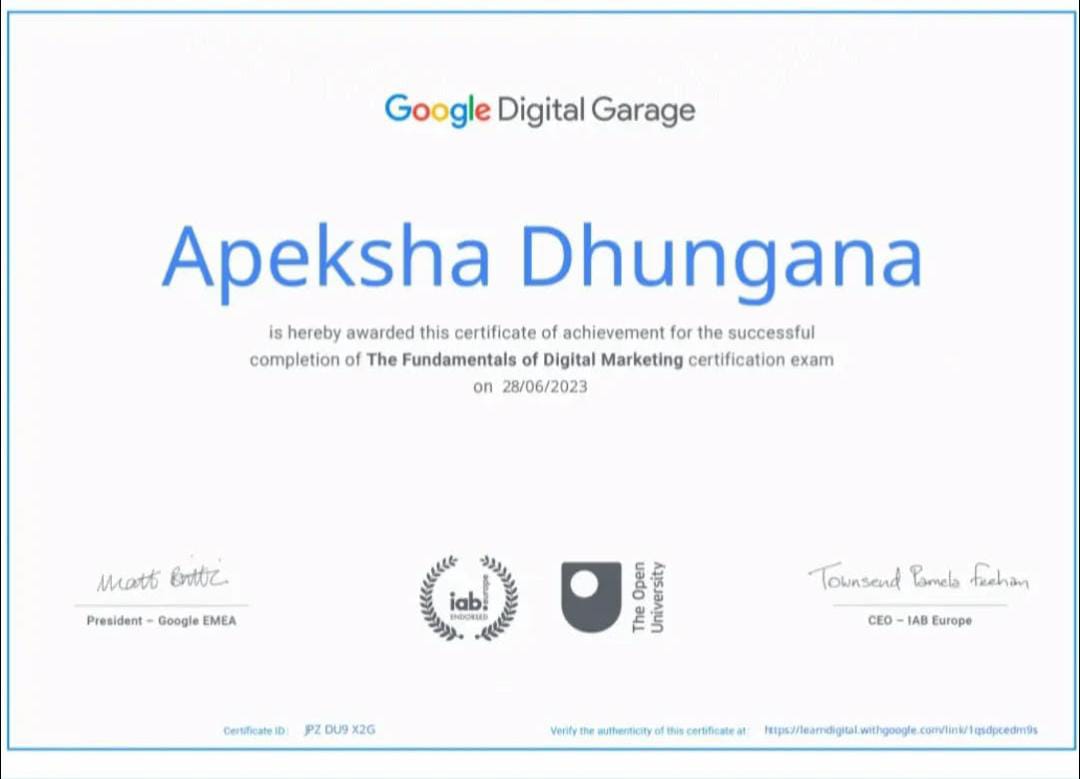 Google Digital Garage
Apeksha Dhungana
is hereby awarded this certificate of achievement for the successful
completion of The Fundamentals of Digital Marketing certification exam
on 28/06/2023
Matt
President – Google EMEA
iab
europe
ENDORSED
The Open
University
Townsend Pamela Feehan
CEO – IAB Europe
Certificate ID: JPZ DU9 X2G
Verify the authenticity of this certificate at: https://learndigital.withgoogle.com/link/1qsdpcedm9s